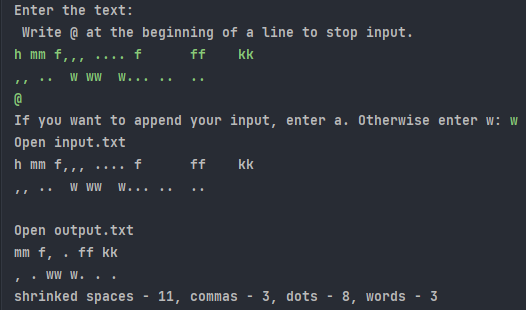 Enter the text:
 Write @ at the beginning of a line to stop input.
h mm f,,, .... f      ff    kk
,, ..  w ww  w... ..  ..
@
If you want to append your input, enter a. Otherwise enter w: w
Open input.txt
h mm f,,, .... f      ff    kk
,, ..  w ww  w... ..  ..

Open output.txt
mm f, . ff kk
, . ww w. . .
shrinked spaces - 11, commas - 3, dots - 8, words - 3